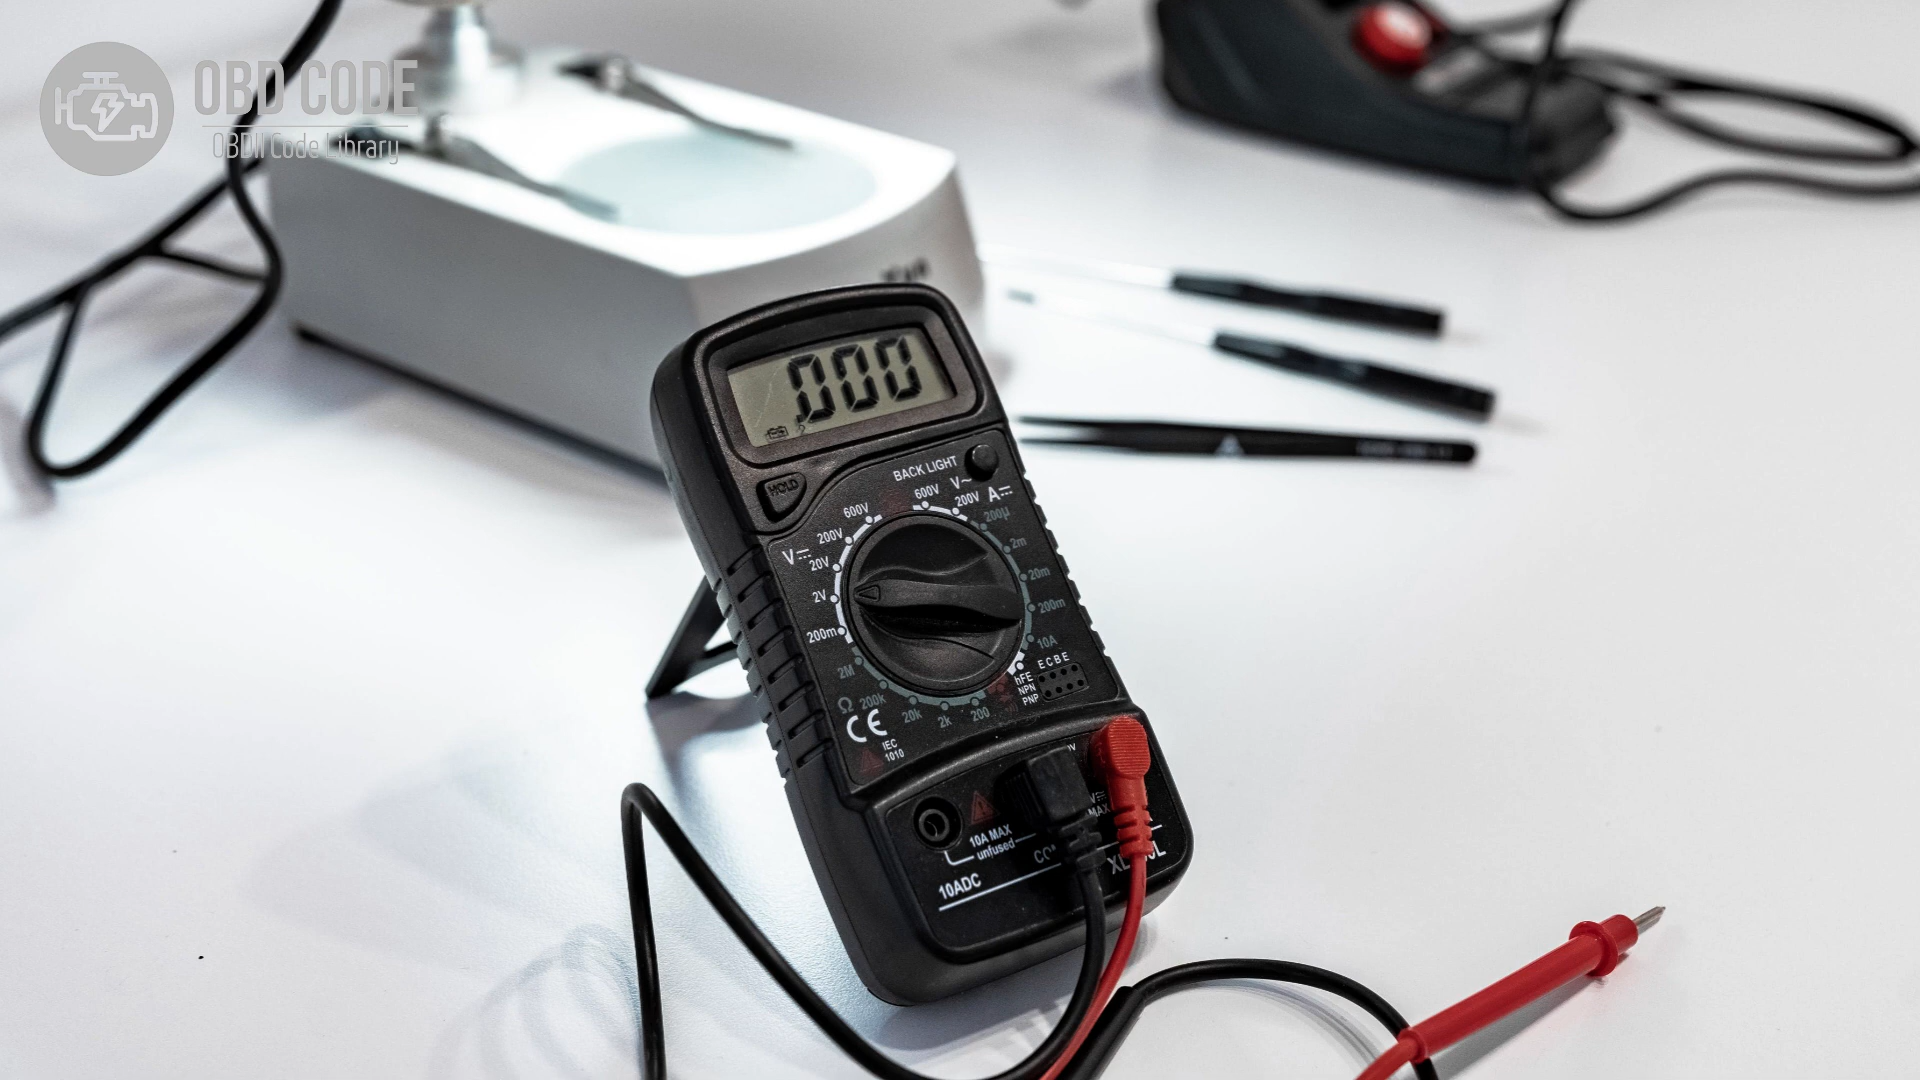 OBD CODE
OBDII Code Library
.000
HOLD
BACK LIGHT
600V
200V
20V
2V
200m
V
600V
200V
V~
A
200µ
2m
20m
200m
10A
2M
200k
20k
2k
200
Ω
hFE
NPN
PNP
E C B E
CE
IEC
1010
10A MAX
unfused
10ADC
MAX